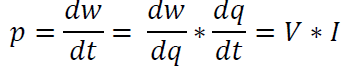 p = dw/dt = dw/dq * dq/dt = V * I